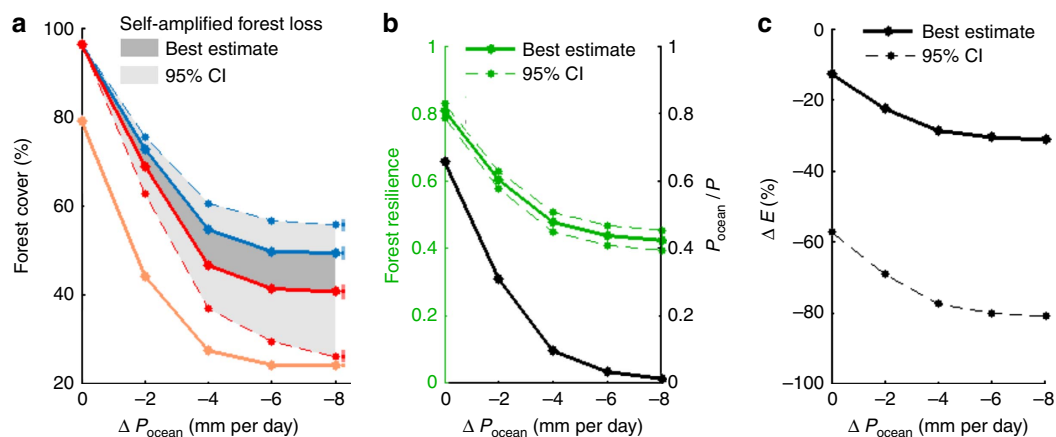 a
Self-amplified forest loss
Best estimate
95% CI
100
80
60
40
20
Forest cover (%)
0 −2 −4 −6 −8
Δ Pocean (mm per day)
b
Best estimate
95% CI
1
0.8
0.6
0.4
0.2
0
Forest resilience
1
0.8
0.6
0.4
0.2
0
Pocean / P
0 −2 −4 −6 −8
Δ Pocean (mm per day)
c
Best estimate
95% CI
0
−20
−40
−60
−80
−100
Δ E (%)
0 −2 −4 −6 −8
Δ Pocean (mm per day)